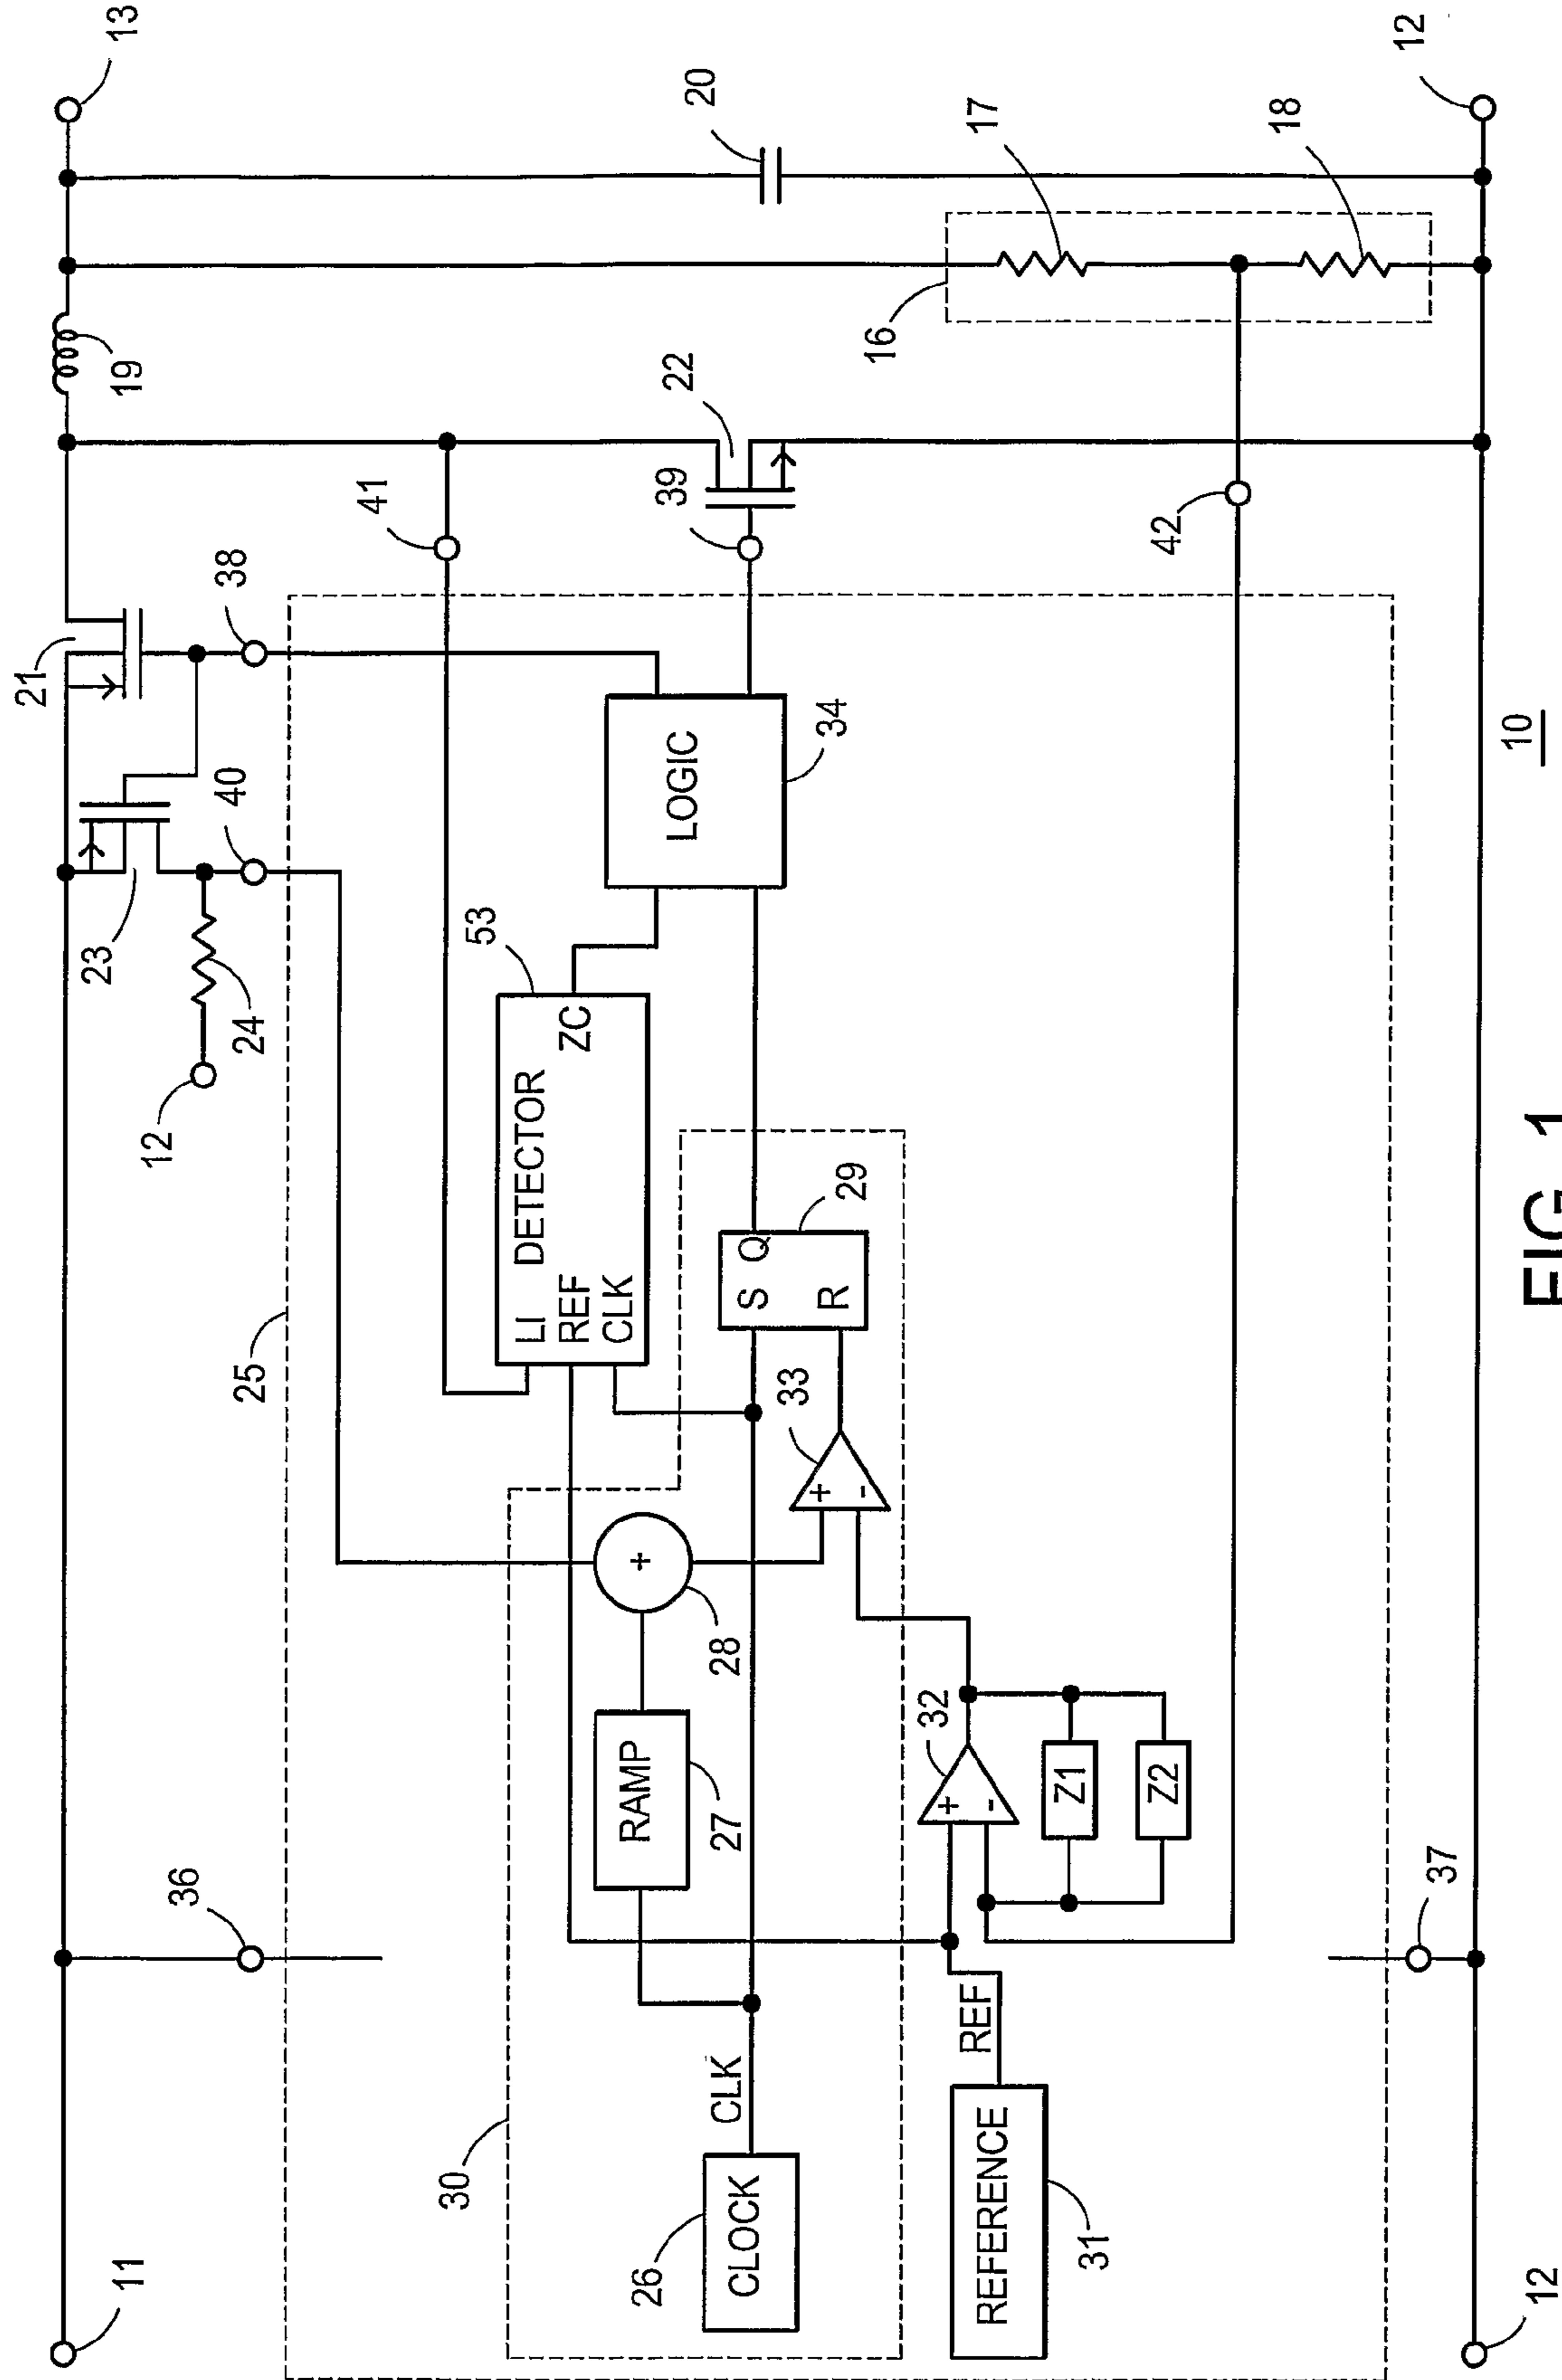 11
36
25
12
24
23
40
21
38
41
19
13
30
53
LI DETECTOR
REF ZC
CLK
RAMP
27
+
28
26
CLOCK
CLK
S Q
R
29
LOGIC
34
39
22
20
33
+
-
32
+
-
REF
REFERENCE
31
Z1
Z2
16
17
42
18
37
12
12
10
FIG. 1